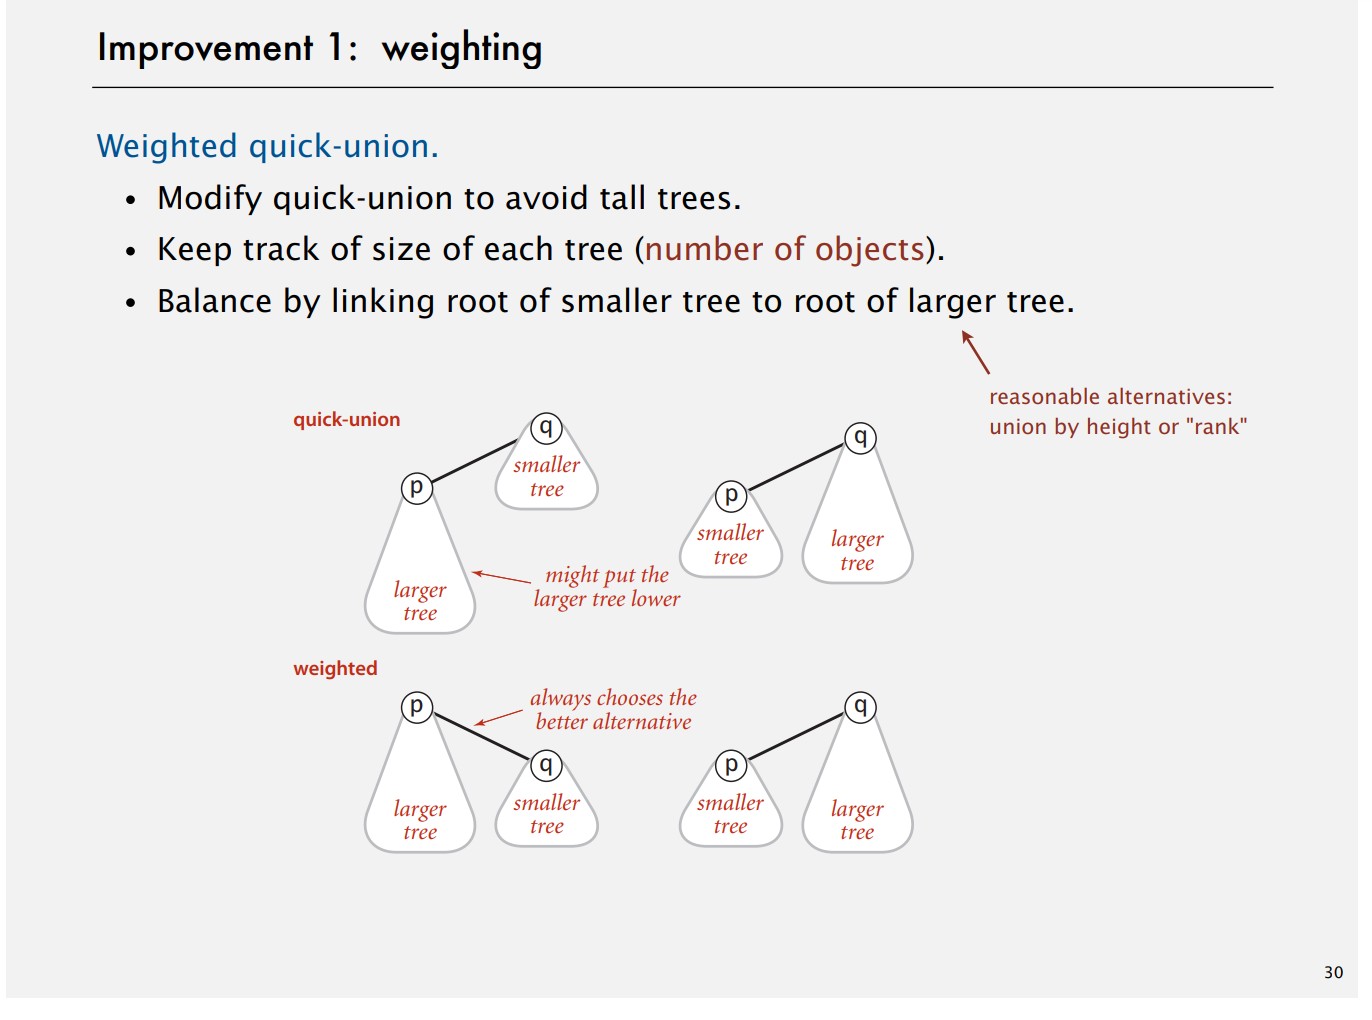 Improvement 1: weighting
Weighted quick-union.
• Modify quick-union to avoid tall trees.
• Keep track of size of each tree (number of objects).
• Balance by linking root of smaller tree to root of larger tree.
reasonable alternatives:
union by height or "rank"
quick-union
q
smaller
tree
p
larger
tree
might put the
larger tree lower
q
p
smaller
tree
larger
tree
weighted
p
always chooses the
better alternative
q
larger
tree
smaller
tree
q
p
smaller
tree
larger
tree
30